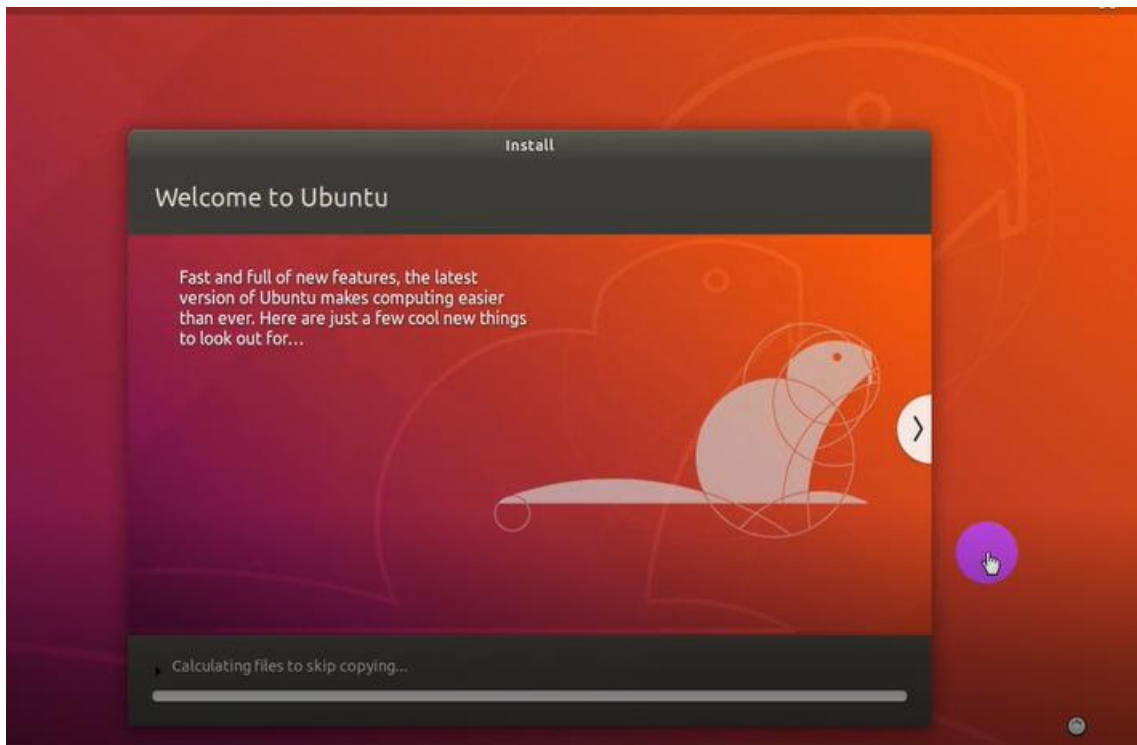 Install
Welcome to Ubuntu
Fast and full of new features, the latest
version of Ubuntu makes computing easier
than ever. Here are just a few cool new things
to look out for...
Calculating files to skip copying...